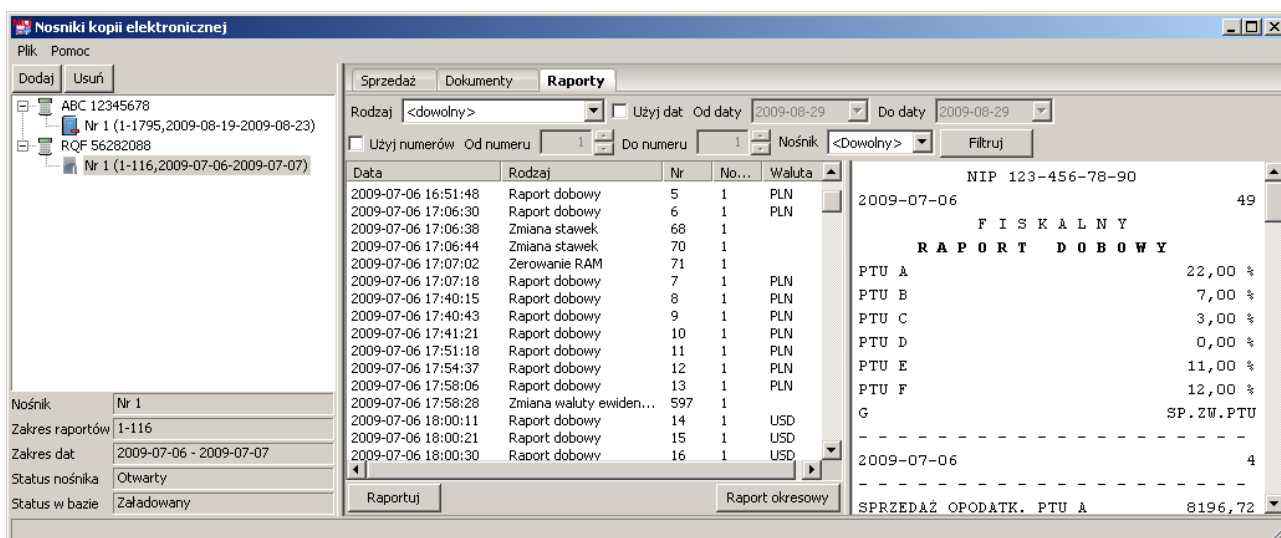 Nosniki kopii elektronicznej
Plik Pomoc
Dodaj Usuń
ABC 12345678
Nr 1 (1-1795,2009-08-19-2009-08-23)
RQF 56282088
Nr 1 (1-116,2009-07-06-2009-07-07)
Nośnik Nr 1
Zakres raportów 1-116
Zakres dat 2009-07-06 - 2009-07-07
Status nośnika Otwarty
Status w bazie Załadowany
Sprzedaż Dokumenty Raporty
Rodzaj <dowolny> Użyj dat Od daty 2009-08-29 Do daty 2009-08-29
Użyj numerów Od numeru 1 Do numeru 1 Nośnik <Dowolny> Filtruj
Data Rodzaj Nr No... Waluta
2009-07-06 16:51:48 Raport dobowy 5 1 PLN
2009-07-06 17:06:30 Raport dobowy 6 1 PLN
2009-07-06 17:06:38 Zmiana stawek 68 1
2009-07-06 17:06:44 Zmiana stawek 70 1
2009-07-06 17:07:02 Zerowanie RAM 71 1
2009-07-06 17:07:18 Raport dobowy 7 1 PLN
2009-07-06 17:40:15 Raport dobowy 8 1 PLN
2009-07-06 17:40:43 Raport dobowy 9 1 PLN
2009-07-06 17:41:21 Raport dobowy 10 1 PLN
2009-07-06 17:51:18 Raport dobowy 11 1 PLN
2009-07-06 17:54:37 Raport dobowy 12 1 PLN
2009-07-06 17:58:06 Raport dobowy 13 1 PLN
2009-07-06 17:58:28 Zmiana waluty ewiden... 597 1
2009-07-06 18:00:11 Raport dobowy 14 1 USD
2009-07-06 18:00:21 Raport dobowy 15 1 USD
2009-07-06 18:00:30 Raport dobowy 16 1 USD
Raportuj Raport okresowy
NIP 123-456-78-90
2009-07-06 49
F I S K A L N Y
R A P O R T D O B O W Y
PTU A 22,00 %
PTU B 7,00 %
PTU C 3,00 %
PTU D 0,00 %
PTU E 11,00 %
PTU F 12,00 %
G SP.ZW.PTU
2009-07-06 4
SPRZEDAŻ OPODATK. PTU A 8196,72